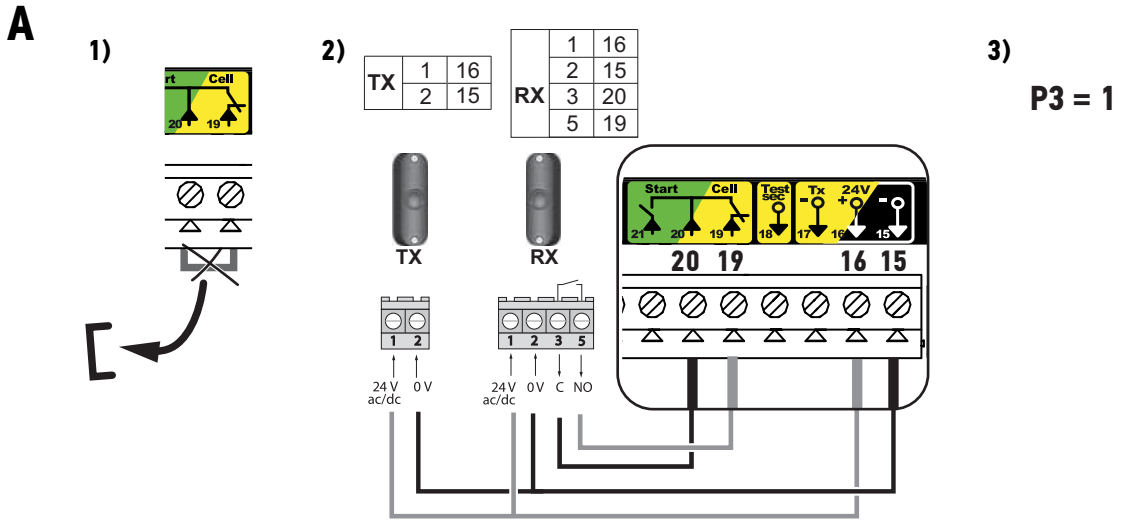 A
1)
rt Cell
20 19
2)
TX 1 16
2 15
RX 1 16
2 15
3 20
5 19
TX
RX
1 2
24 V ac/dc 0 V
1 2 3 5
24 V ac/dc 0 V C NO
Start Cell Test sec Tx 24V
- + -
21 20 19 18 17 16 15
20 19 16 15
3)
P3 = 1